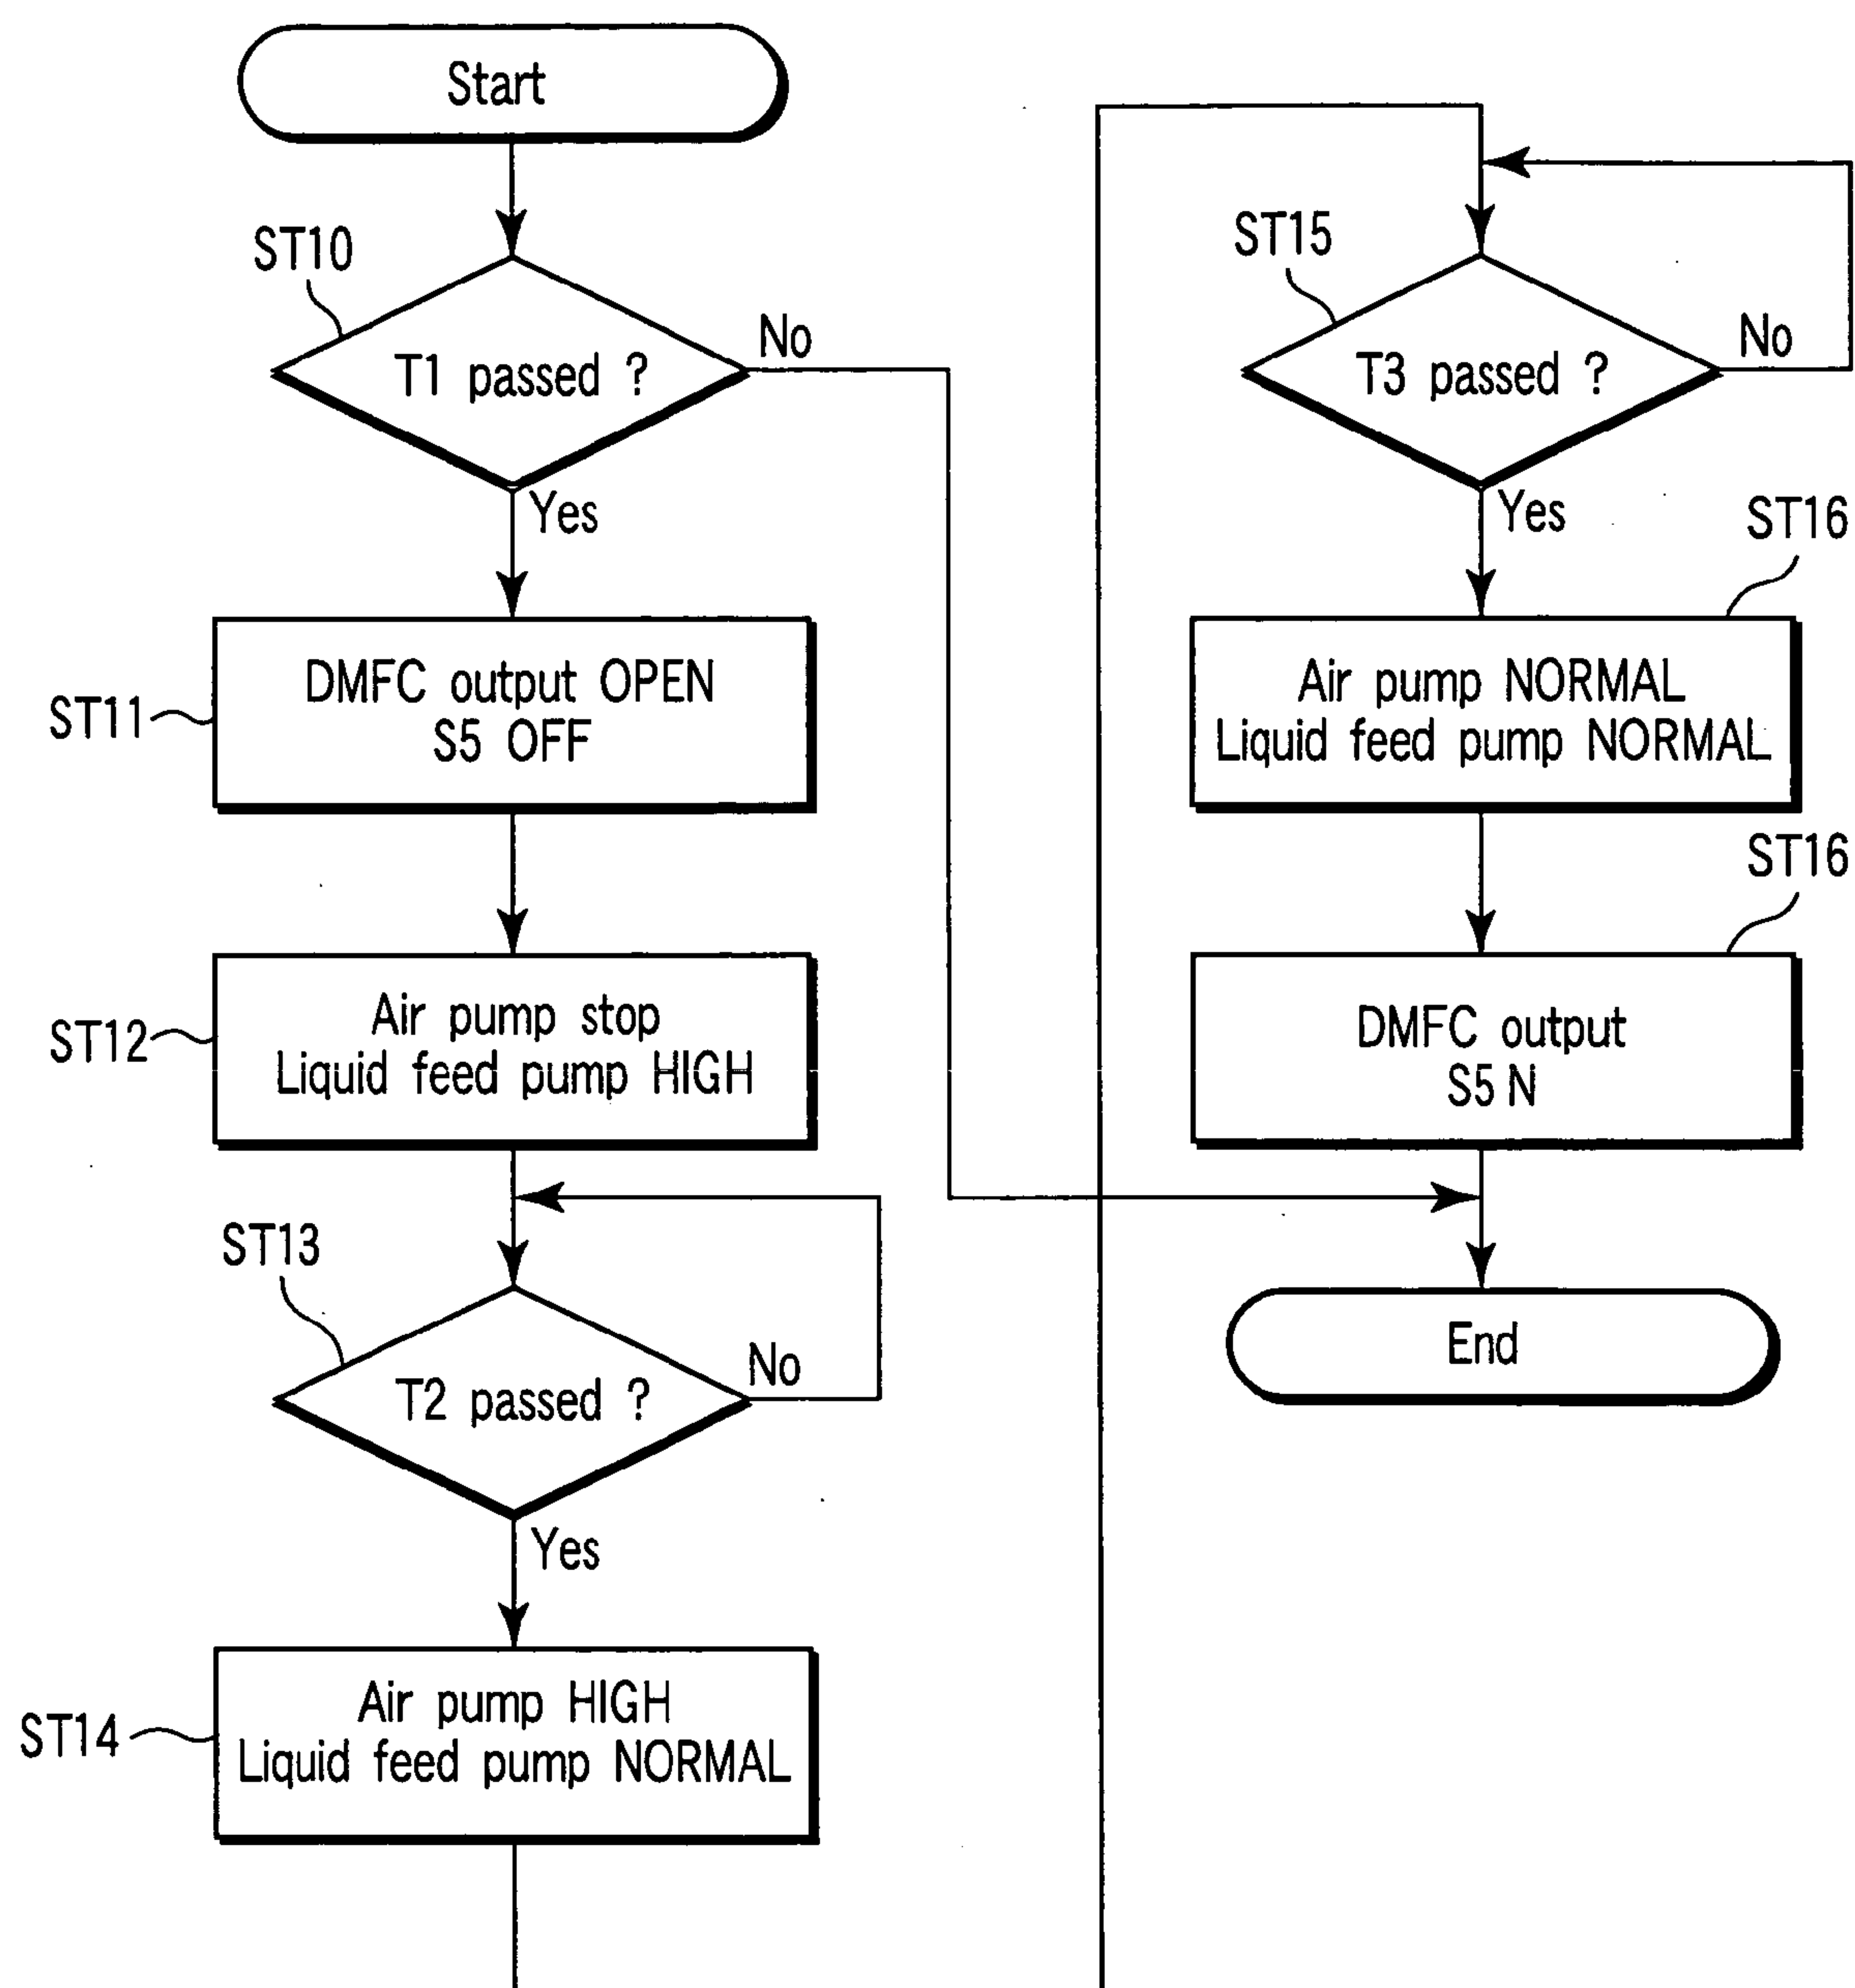 Start
ST10
T1 passed ?
No
Yes
ST11
DMFC output OPEN
S5 OFF
ST12
Air pump stop
Liquid feed pump HIGH
ST13
T2 passed ?
No
Yes
ST14
Air pump HIGH
Liquid feed pump NORMAL
ST15
T3 passed ?
No
Yes
ST16
Air pump NORMAL
Liquid feed pump NORMAL
ST16
DMFC output
S5 N
End